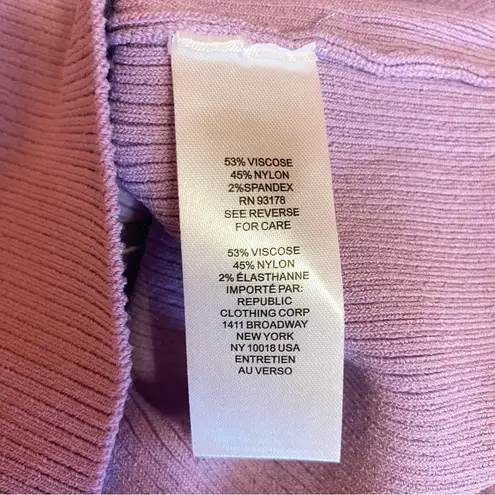 53% VISCOSE
45% NYLON
2%SPANDEX
RN 93178
SEE REVERSE
FOR CARE
53% VISCOSE
45% NYLON
2% ÉLASTHANNE
IMPORTÉ PAR:
REPUBLIC
CLOTHING CORP
1411 BROADWAY
NEW YORK
NY 10018 USA
ENTRETIEN
AU VERSO